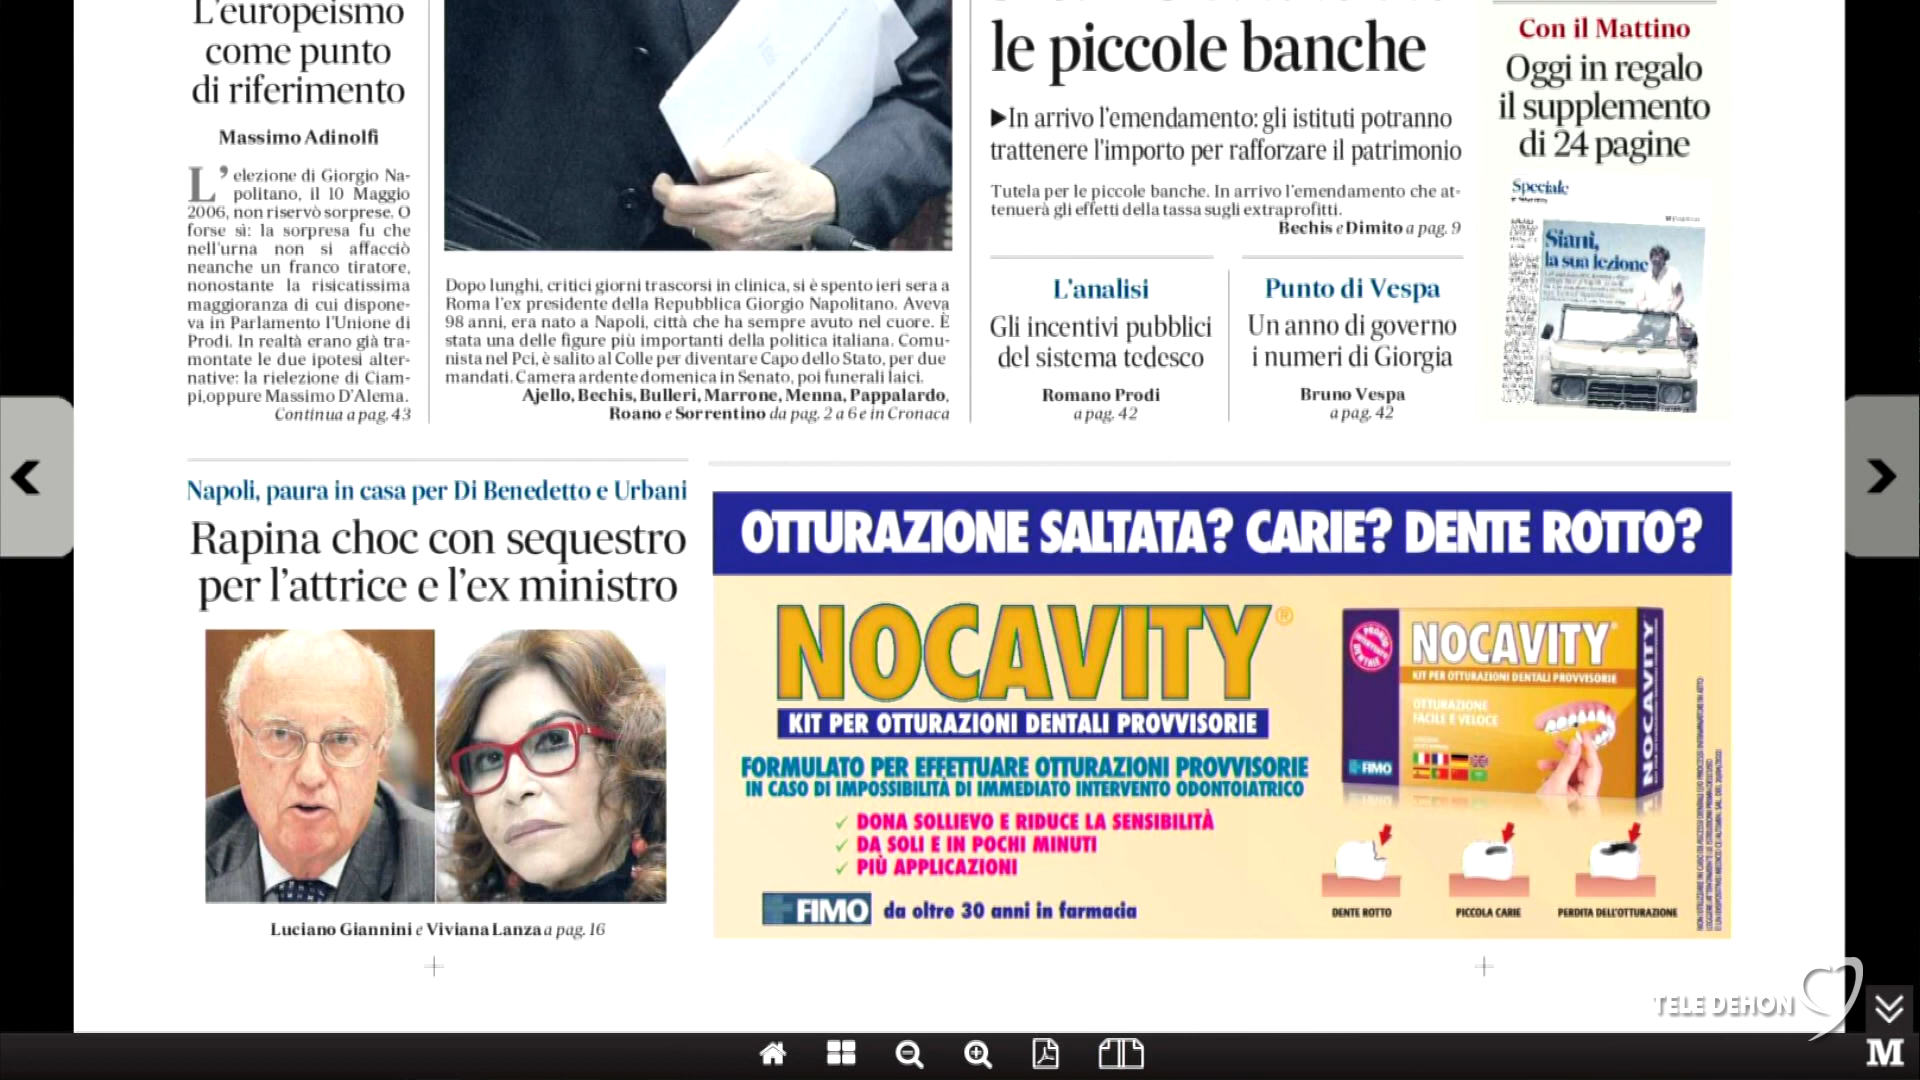 L'europeismo
come punto
di riferimento
Massimo Adinolfi
L'elezione di Giorgio Na-
politano, il 10 Maggio
2006, non riservò sorprese. O
forse sì: la sorpresa fu che
nell'urna non si affacciò
neanche un franco tiratore,
nonostante la risicatissima
maggioranza di cui dispone-
va in Parlamento l'Unione di
Prodi. In realtà erano già tra-
montate le due ipotesi alter-
native: la rielezione di Ciam-
pi, oppure Massimo D'Alema.
Continua a pag. 43
Dopo lunghi, critici giorni trascorsi in clinica, si è spento ieri sera a
Roma l'ex presidente della Repubblica Giorgio Napolitano. Aveva
98 anni, era nato a Napoli, città che ha sempre avuto nel cuore. È
stata una delle figure più importanti della politica italiana. Comu-
nista nel Pci, è salito al Colle per diventare Capo dello Stato, per due
mandati. Camera ardente domenica in Senato, poi funerali laici.
Ajello, Bechis, Bulleri, Marrone, Menna, Pappalardo,
Roano e Sorrentino da pag. 2 a 6 e in Cronaca
le piccole banche
▶In arrivo l'emendamento: gli istituti potranno
trattenere l'importo per rafforzare il patrimonio
Tutela per le piccole banche. In arrivo l'emendamento che at-
tenuerà gli effetti della tassa sugli extraprofitti.
Bechis e Dimito a pag. 9
L'analisi
Gli incentivi pubblici
del sistema tedesco
Romano Prodi
a pag. 42
Punto di Vespa
Un anno di governo
i numeri di Giorgia
Bruno Vespa
a pag. 42
Con il Mattino
Oggi in regalo
il supplemento
di 24 pagine
Speciale
Siani,
la sua lezione
Napoli, paura in casa per Di Benedetto e Urbani
Rapina choc con sequestro
per l'attrice e l'ex ministro
Luciano Giannini e Viviana Lanza a pag. 16
OTTURAZIONE SALTATA? CARIE? DENTE ROTTO?
NOCAVITY®
KIT PER OTTURAZIONI DENTALI PROVVISORIE
FORMULATO PER EFFETTUARE OTTURAZIONI PROVVISORIE
IN CASO DI IMPOSSIBILITÀ DI IMMEDIATO INTERVENTO ODONTOIATRICO
✓ DONA SOLLIEVO E RIDUCE LA SENSIBILITÀ
✓ DA SOLI E IN POCHI MINUTI
✓ PIÙ APPLICAZIONI
FIMO da oltre 30 anni in farmacia
PRONTO
INTERVENTO
DENTALE
NOCAVITY
KIT PER OTTURAZIONI DENTALI PROVVISORIE
OTTURAZIONE
FACILE E VELOCE
FIMO
NOCAVITY
DENTE ROTTO
PICCOLA CARIE
PERDITA DELL'OTTURAZIONE
TELE DEHON
M